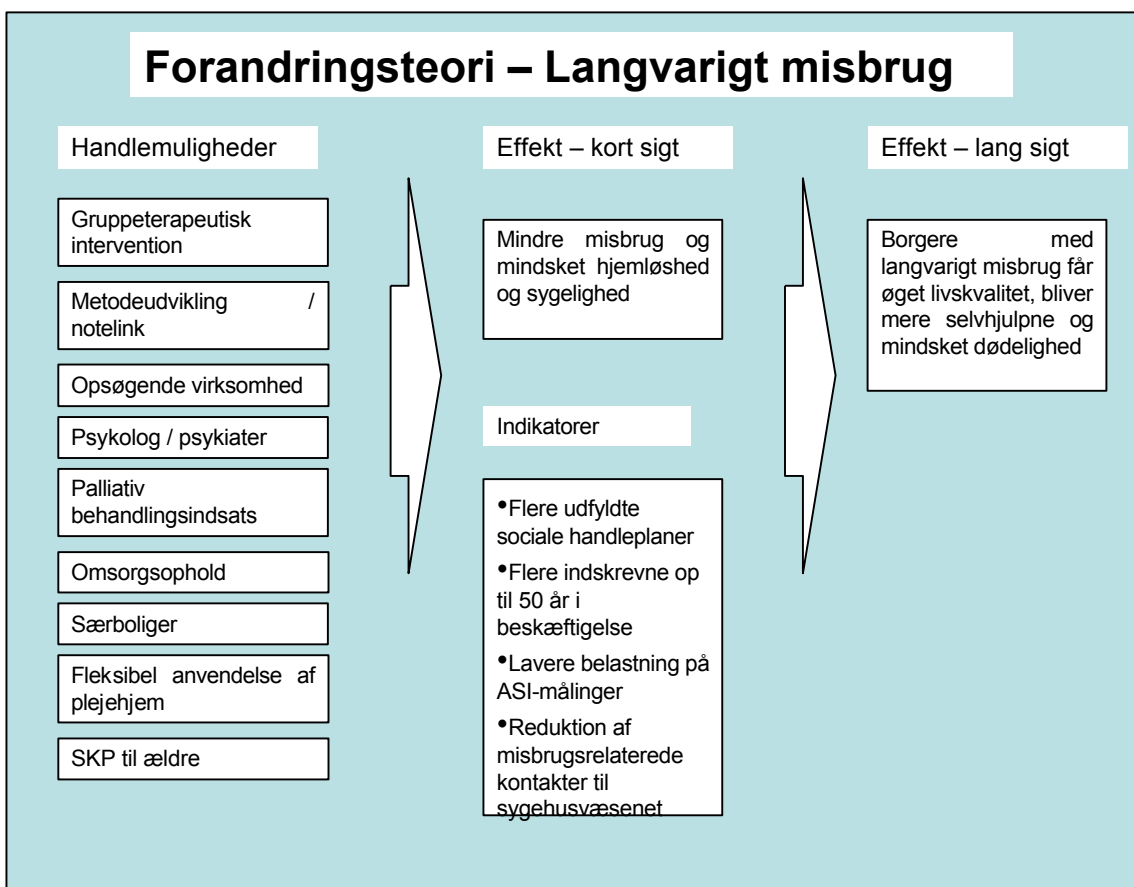 Forandringsteori – Langvarigt misbrug
Handlemuligheder
Gruppeterapeutisk
intervention
Metodeudvikling /
notelink
Opsøgende virksomhed
Psykolog / psykiater
Palliativ
behandlingsindsats
Omsorgsophold
Særboliger
Fleksibel anvendelse af
plejehjem
SKP til ældre
Effekt – kort sigt
Mindre misbrug og
mindsket hjemløshed
og sygelighed
Indikatorer
•Flere udfyldte
sociale handleplaner
•Flere indskrevne op
til 50 år i
beskæftigelse
•Lavere belastning på
ASI-målinger
•Reduktion af
misbrugsrelaterede
kontakter til
sygehusvæsenet
Effekt – lang sigt
Borgere med
langvarigt misbrug får
øget livskvalitet, bliver
mere selvhjulpne og
mindsket dødelighed